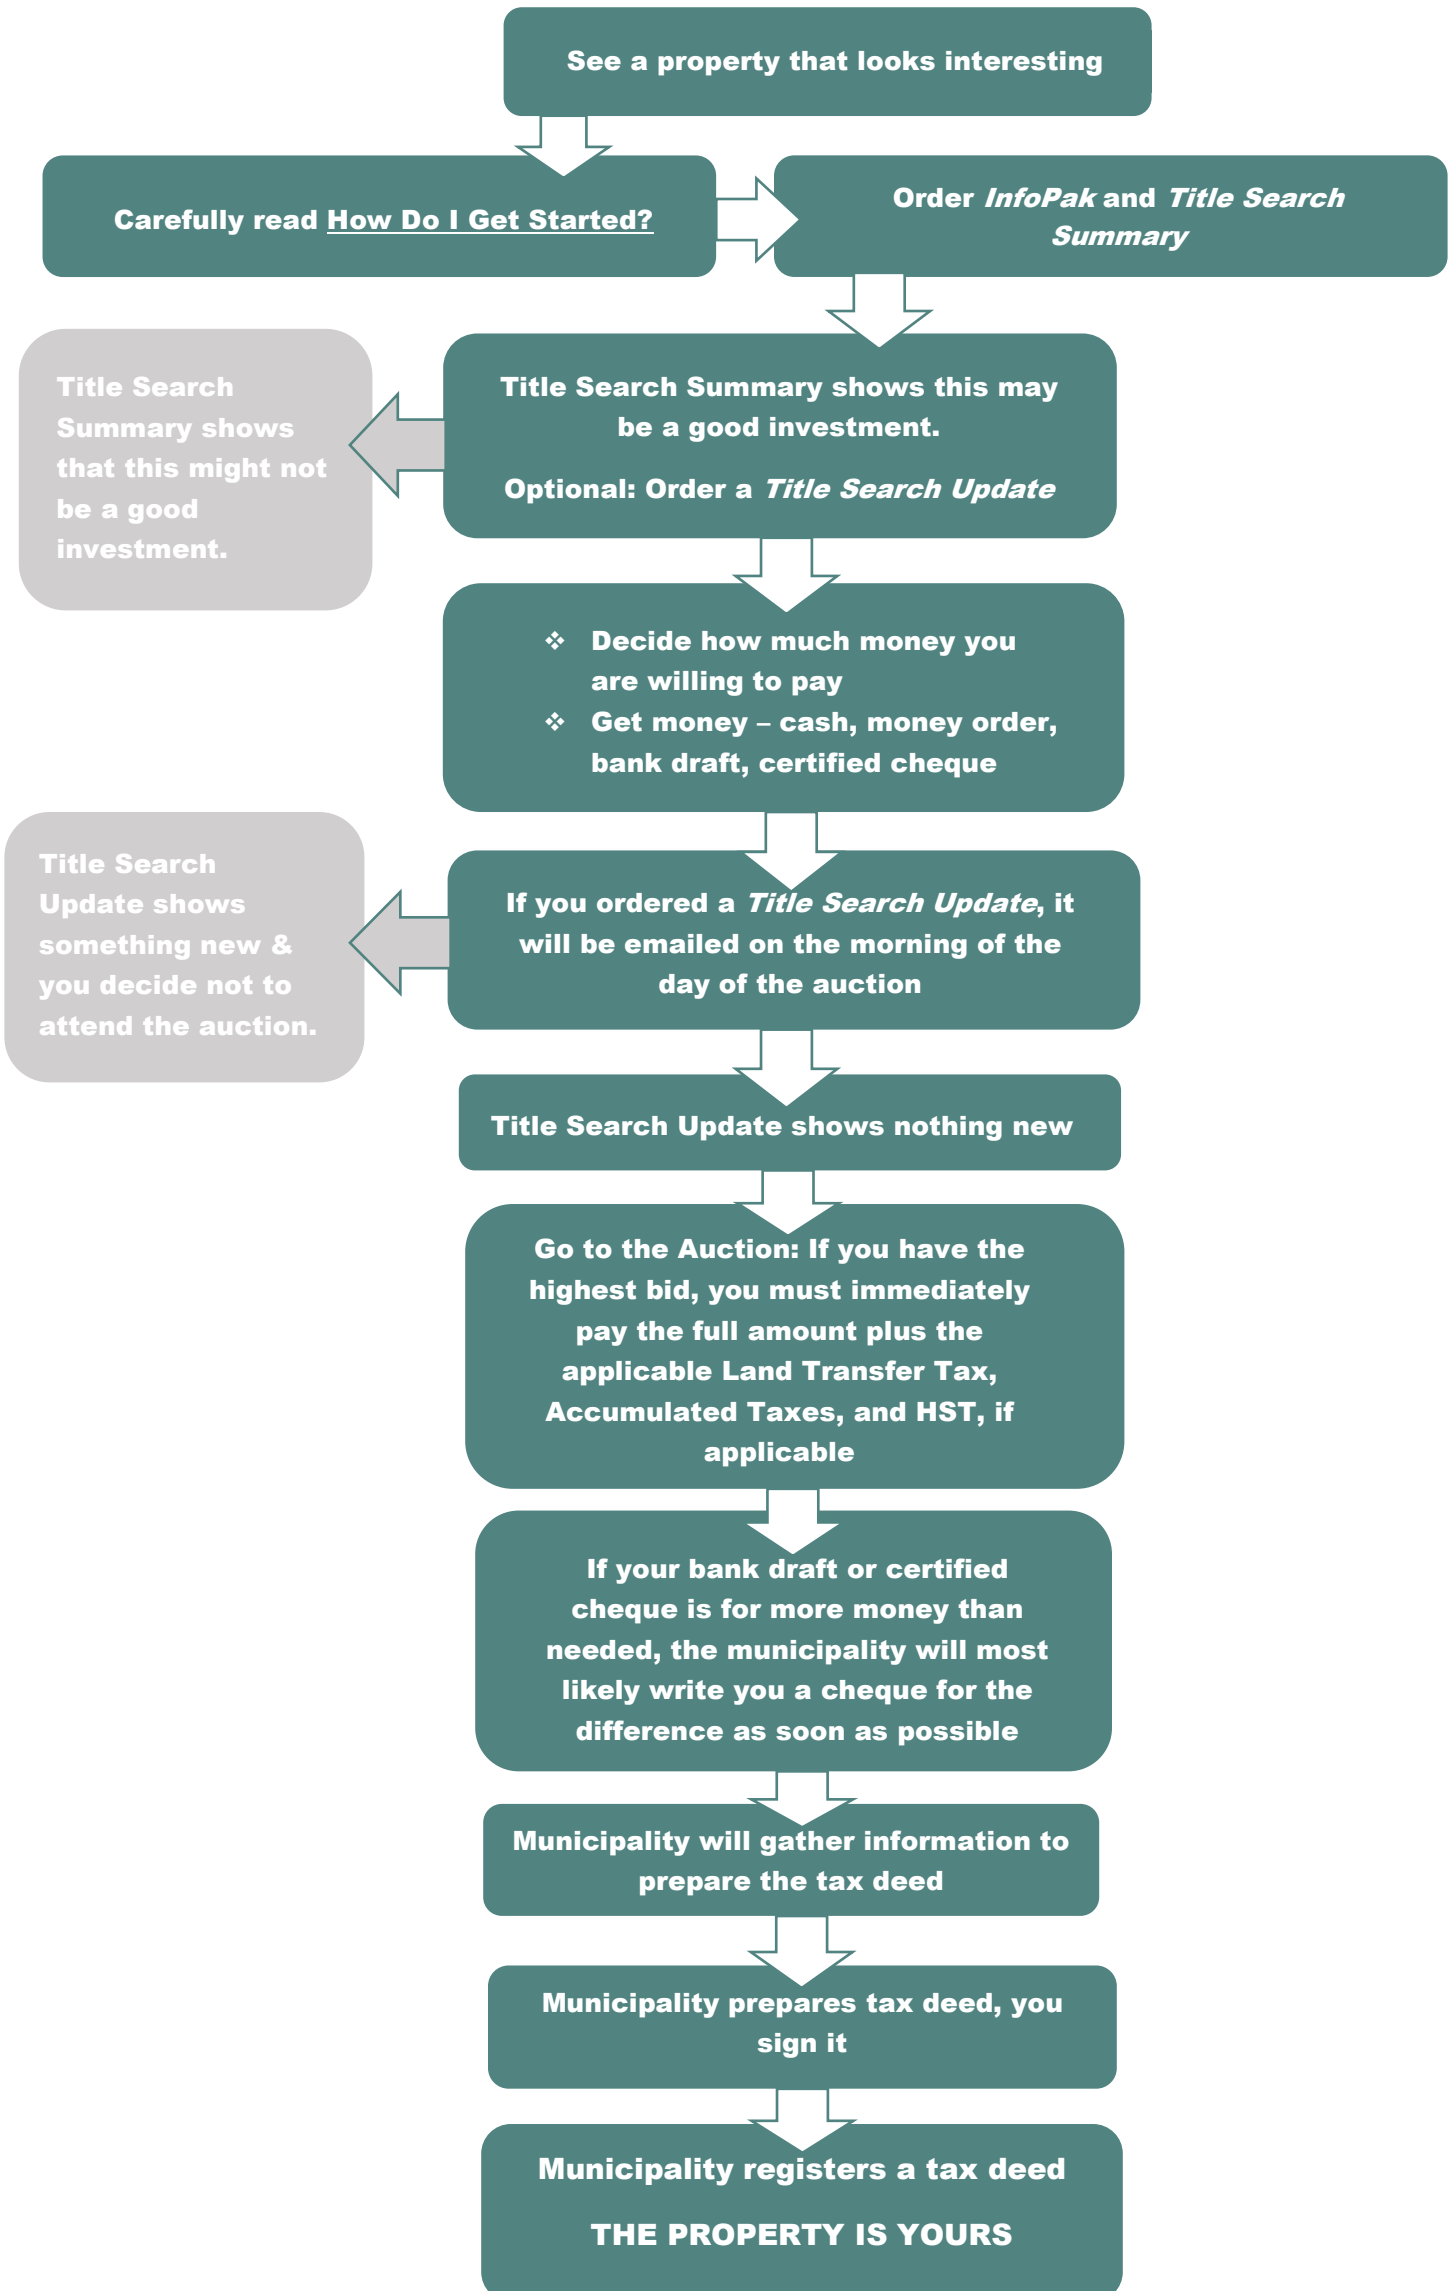 See a property that looks interesting
Carefully read How Do I Get Started?
Order InfoPak and Title Search
Summary
Title Search
Summary shows
that this might not
be a good
investment.
Title Search Summary shows this may
be a good investment.
Optional: Order a Title Search Update
❖ Decide how much money you
are willing to pay
❖ Get money – cash, money order,
bank draft, certified cheque
Title Search
Update shows
something new &
you decide not to
attend the auction.
If you ordered a Title Search Update, it
will be emailed on the morning of the
day of the auction
Title Search Update shows nothing new
Go to the Auction: If you have the
highest bid, you must immediately
pay the full amount plus the
applicable Land Transfer Tax,
Accumulated Taxes, and HST, if
applicable
If your bank draft or certified
cheque is for more money than
needed, the municipality will most
likely write you a cheque for the
difference as soon as possible
Municipality will gather information to
prepare the tax deed
Municipality prepares tax deed, you
sign it
Municipality registers a tax deed
THE PROPERTY IS YOURS